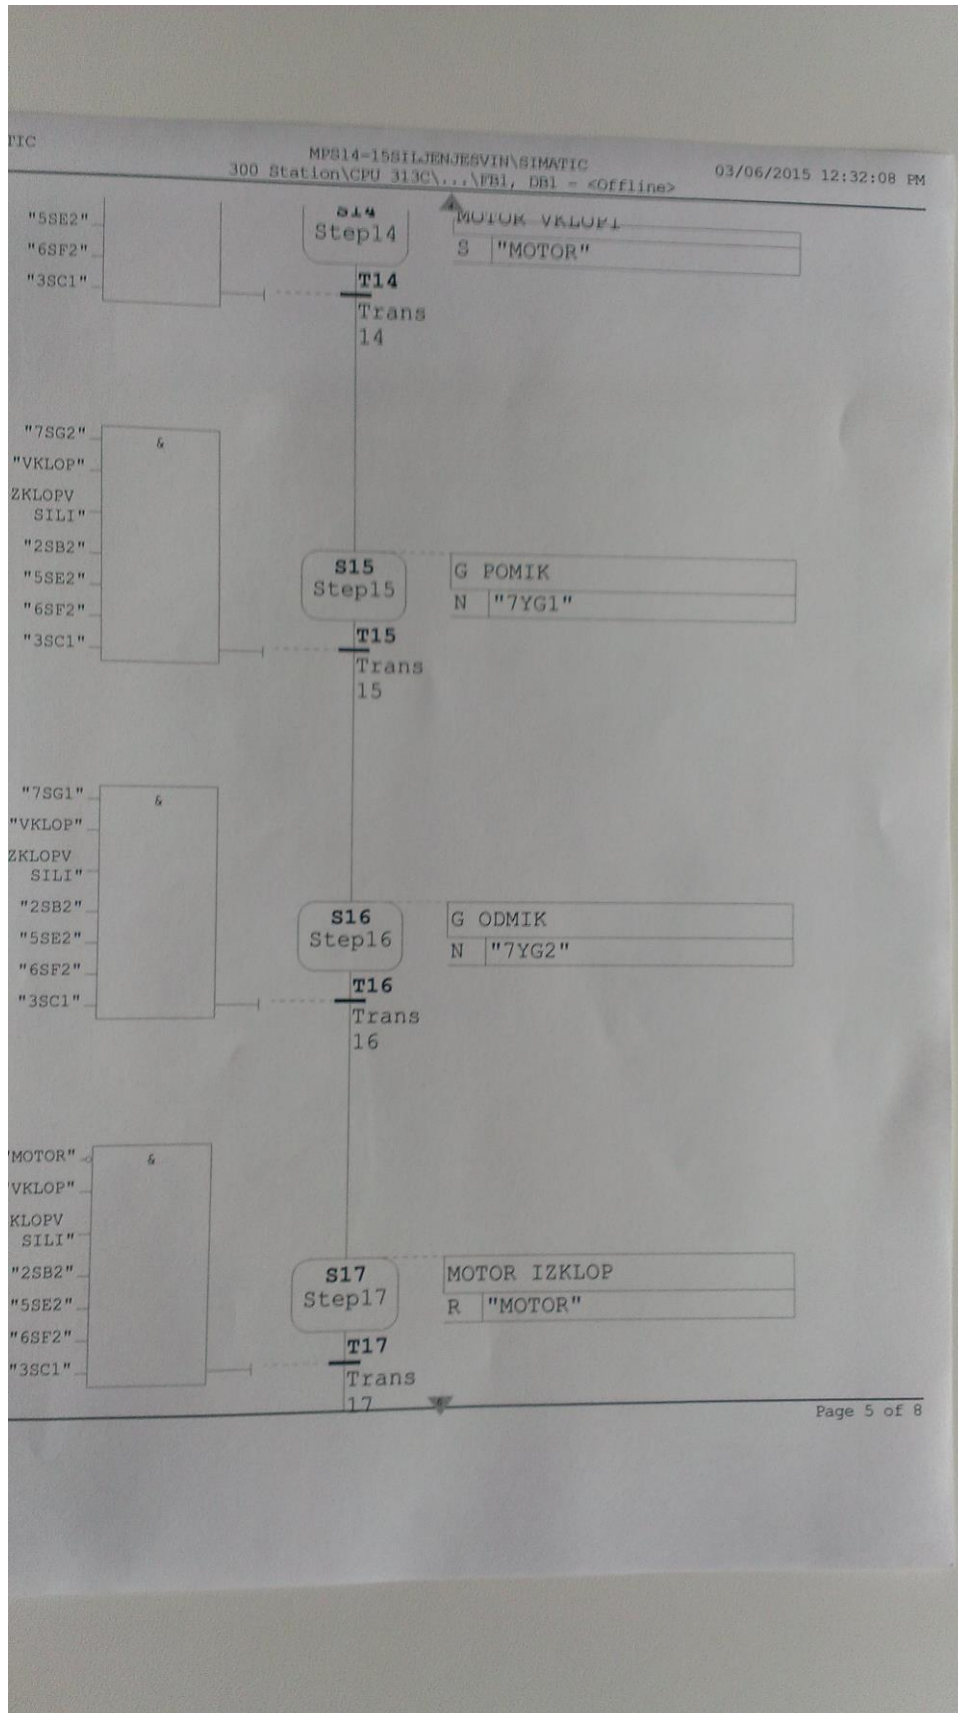 TIC
MPS14-15SILJENJESVIN\SIMATIC
300 Station\CPU 313C\...\FB1, DB1 - <Offline>
03/06/2015 12:32:08 PM
"5SE2"
"6SF2"
"3SC1"
S14
Step14
T14
Trans
14
MOTOR VKLOPI
S "MOTOR"
"7SG2"
"VKLOP"
ZKLOPV
SILI"
"2SB2"
"5SE2"
"6SF2"
"3SC1"
&
S15
Step15
T15
Trans
15
G POMIK
N "7YG1"
"7SG1"
"VKLOP"
ZKLOPV
SILI"
"2SB2"
"5SE2"
"6SF2"
"3SC1"
&
S16
Step16
T16
Trans
16
G ODMIK
N "7YG2"
"MOTOR"
VKLOP"
KLOPV
SILI"
"2SB2"
"5SE2"
"6SF2"
"3SC1"
&
S17
Step17
T17
Trans
17
MOTOR IZKLOP
R "MOTOR"
Page 5 of 8